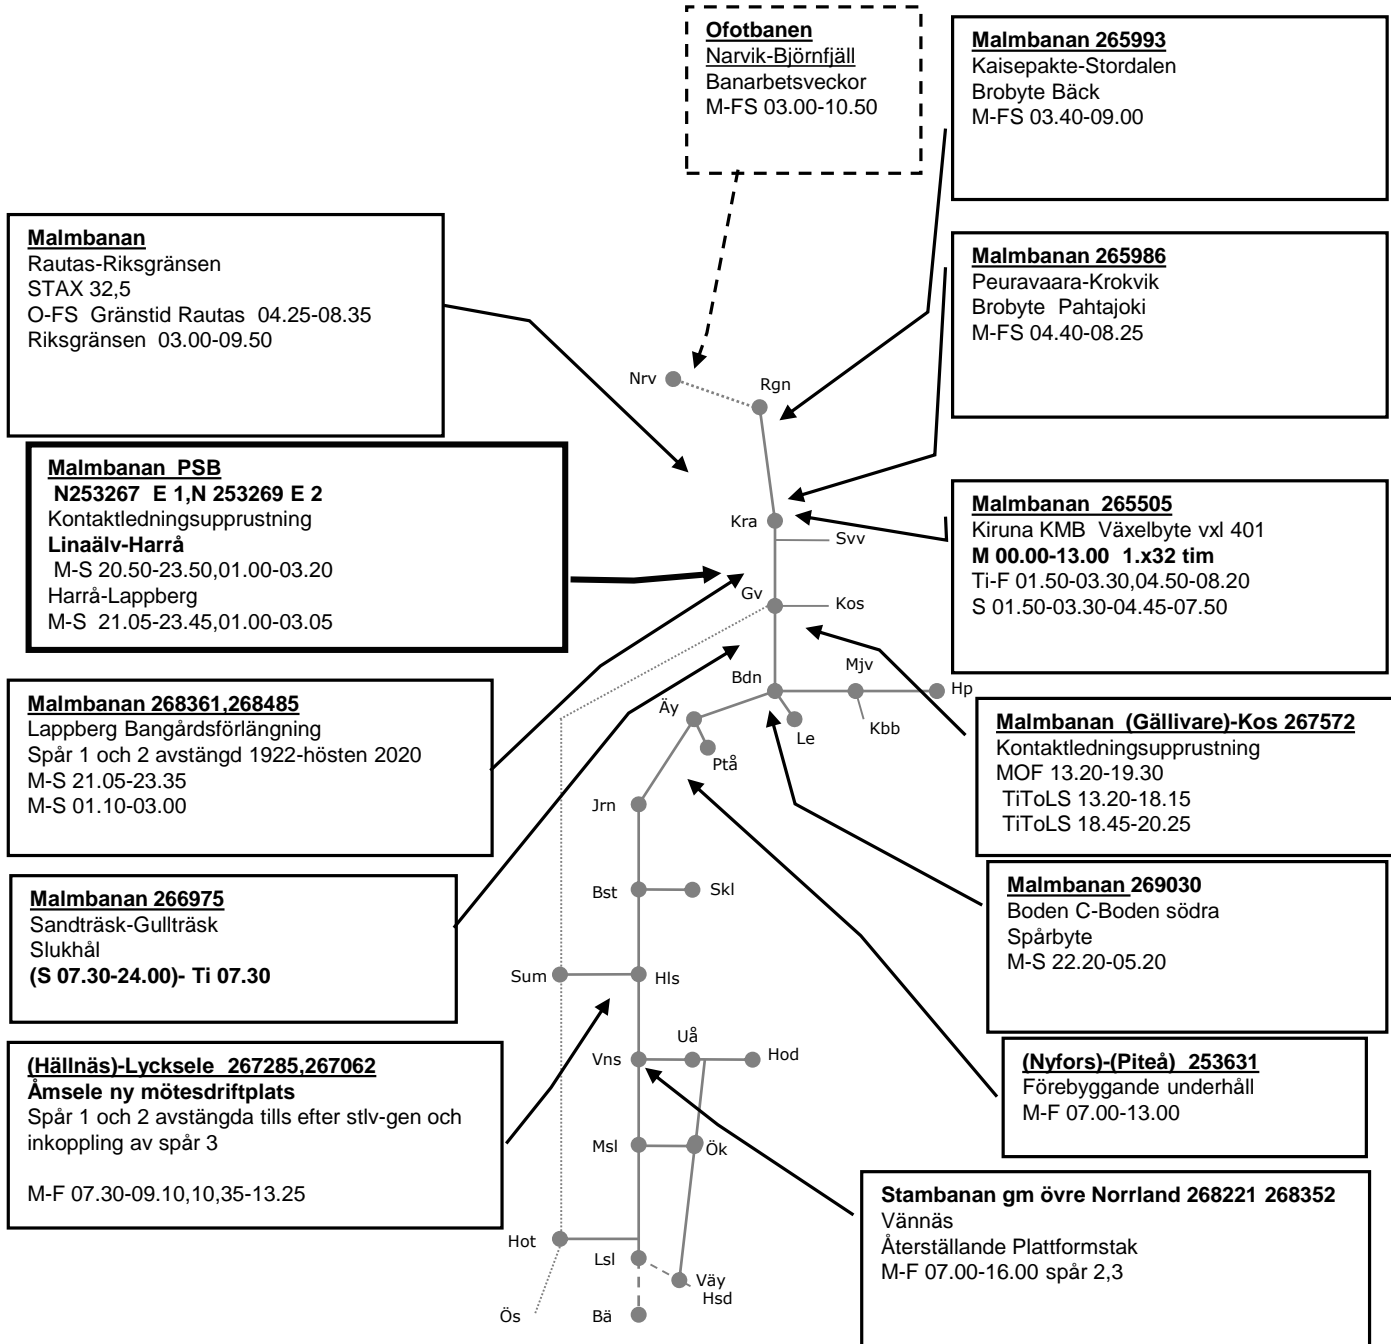 Ofotbanen
Narvik-Björnfjäll
Banarbetsveckor
M-FS 03.00-10.50
Malmbanan 265993
Kaisepakte-Stordalen
Brobyte Bäck
M-FS 03.40-09.00
Malmbanan
Rautas-Riksgränsen
STAX 32,5
O-FS  Gränstid Rautas  04.25-08.35
Riksgränsen  03.00-09.50
Malmbanan 265986
Peuravaara-Krokvik
Brobyte  Pahtajoki
M-FS 04.40-08.25
Malmbanan  PSB
N253267  E 1,N 253269 E 2
Kontaktledningsupprustning
Linaälv-Harrå
M-S 20.50-23.50,01.00-03.20
Harrå-Lappberg
M-S  21.05-23.45,01.00-03.05
Malmbanan  265505
Kiruna KMB  Växelbyte vxl 401
M 00.00-13.00  1.x32 tim
Ti-F 01.50-03.30,04.50-08.20
S 01.50-03.30-04.45-07.50
Malmbanan 268361,268485
Lappberg Bangårdsförlängning
Spår 1 och 2 avstängd 1922-hösten 2020
M-S 21.05-23.35
M-S 01.10-03.00
Malmbanan  (Gällivare)-Kos 267572
Kontaktledningsupprustning
MOF 13.20-19.30
TiToLS 13.20-18.15
TiToLS 18.45-20.25
Malmbanan 266975
Sandträsk-Gullträsk
Slukhål
(S 07.30-24.00)- Ti 07.30
Malmbanan 269030
Boden C-Boden södra
Spårbyte
M-S 22.20-05.20
(Hällnäs)-Lycksele  267285,267062
Åmsele ny mötesdriftplats
Spår 1 och 2 avstängda tills efter stlv-gen och
inkoppling av spår 3
M-F 07.30-09.10,10,35-13.25
(Nyfors)-(Piteå)  253631
Förebyggande underhåll
M-F 07.00-13.00
Stambanan gm övre Norrland 268221 268352
Vännäs
Återställande Plattformstak
M-F 07.00-16.00 spår 2,3
Nrv
Rgn
Kra
Svv
Gv
Kos
Mjv
Bdn
Hp
Äy
Le
Kbb
Ptå
Jrn
Bst
Skl
Sum
Hls
Uå
Vns
Hod
Msl
Ök
Hot
Lsl
Väy
Hsd
Ös
Bä